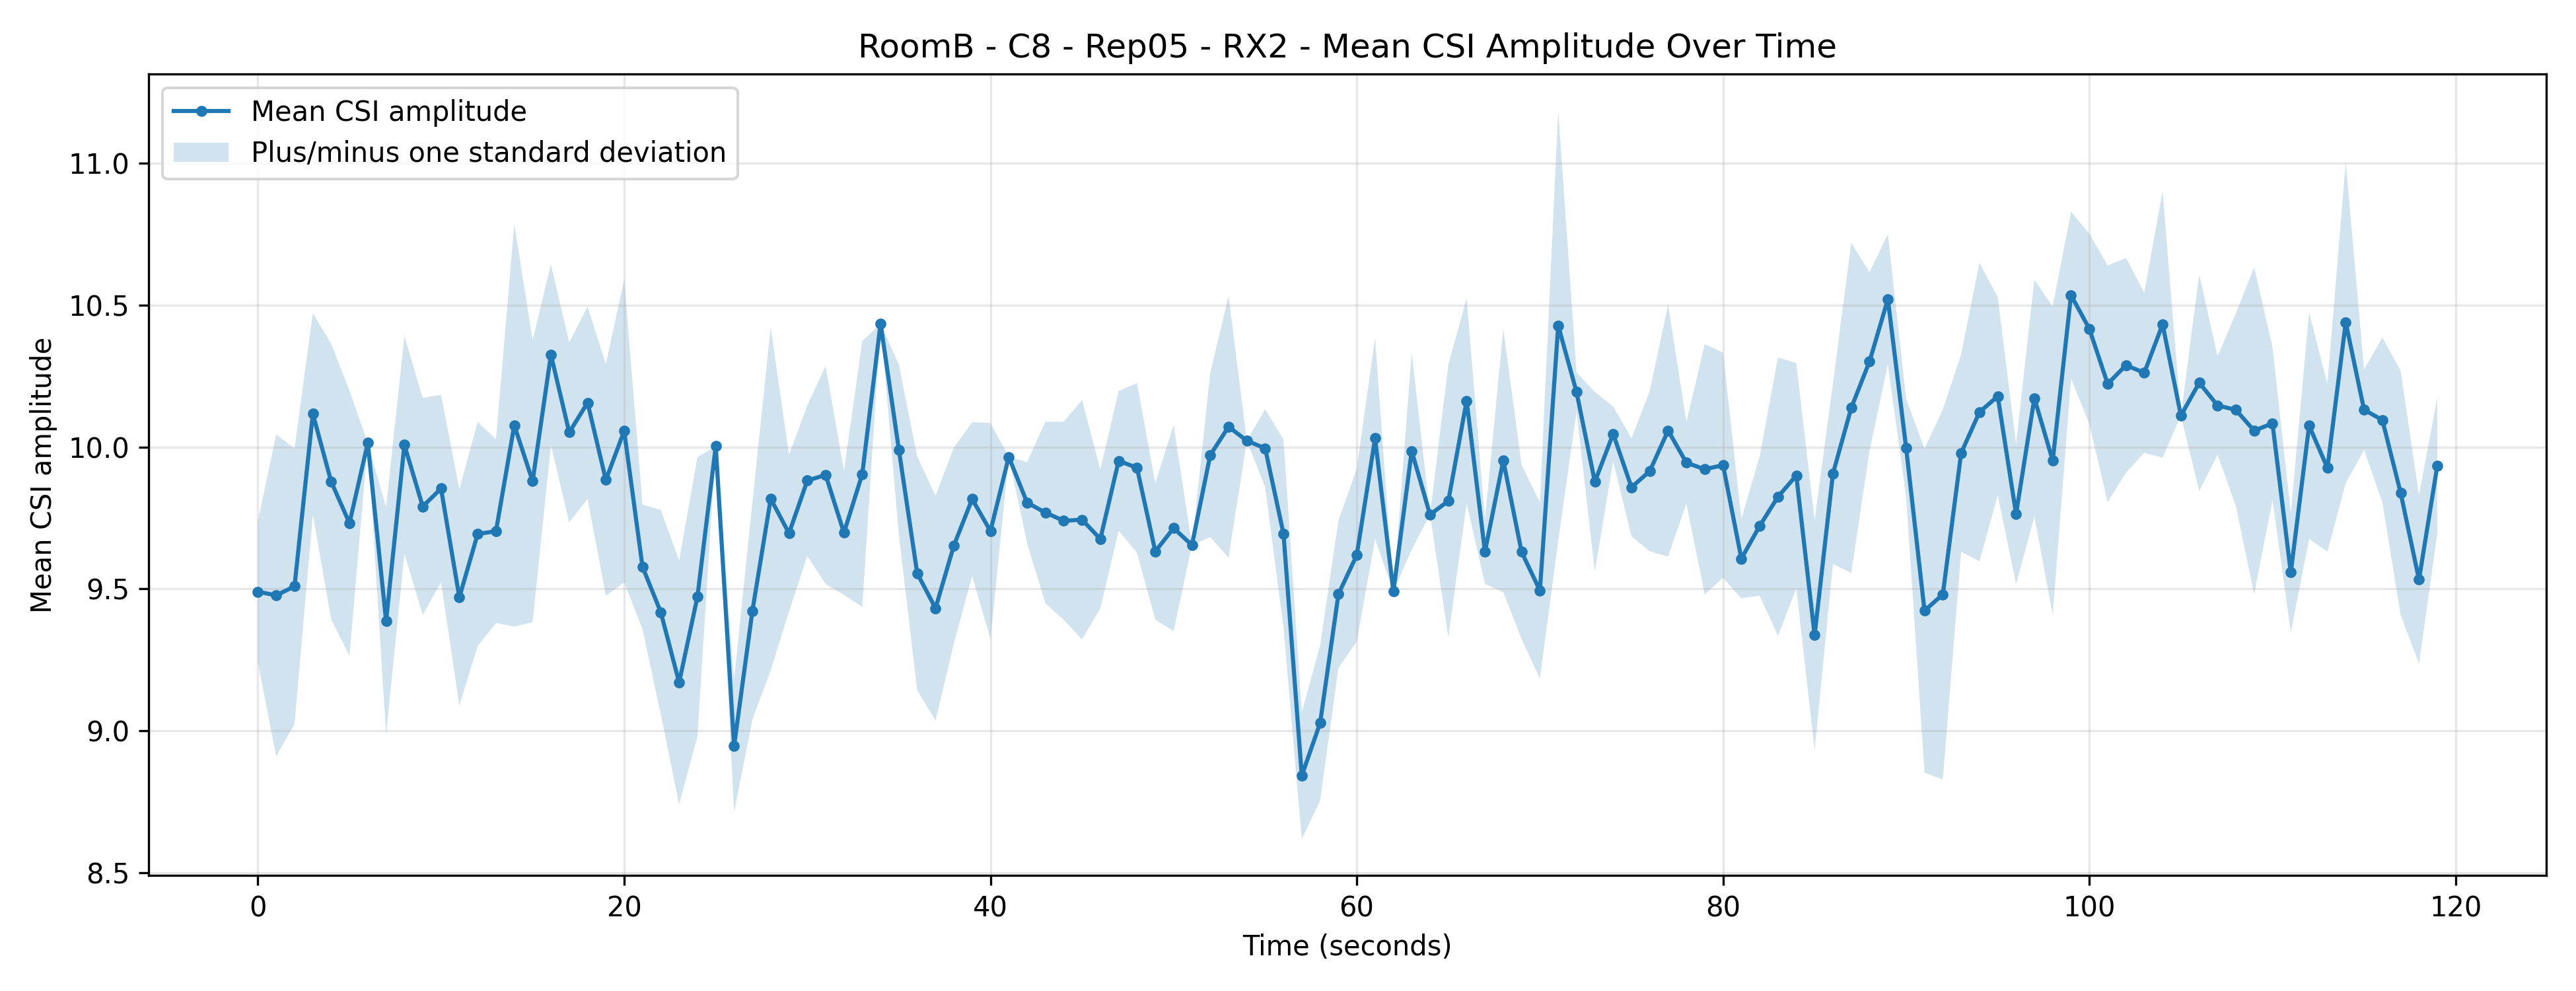 RoomB - C8 - Rep05 - RX2 - Mean CSI Amplitude Over Time
Mean CSI amplitude
Plus/minus one standard deviation
Mean CSI amplitude
11.0
10.5
10.0
9.5
9.0
8.5
0 20 40 60 80 100 120
Time (seconds)